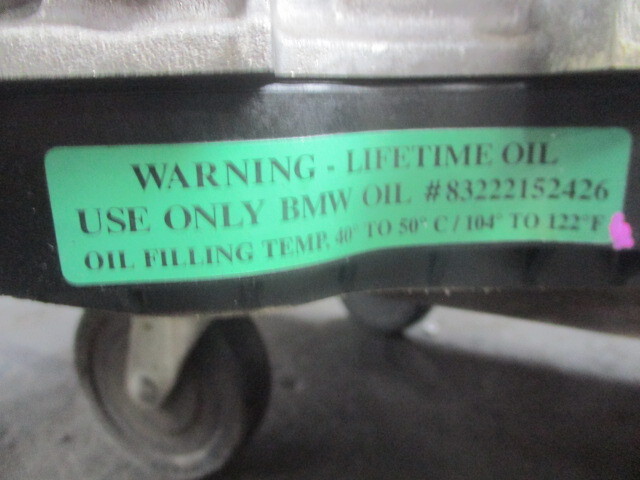 WARNING - LIFETIME OIL
USE ONLY BMW OIL #83222152426
OIL FILLING TEMP. 40° TO 50° C / 104° TO 122°F